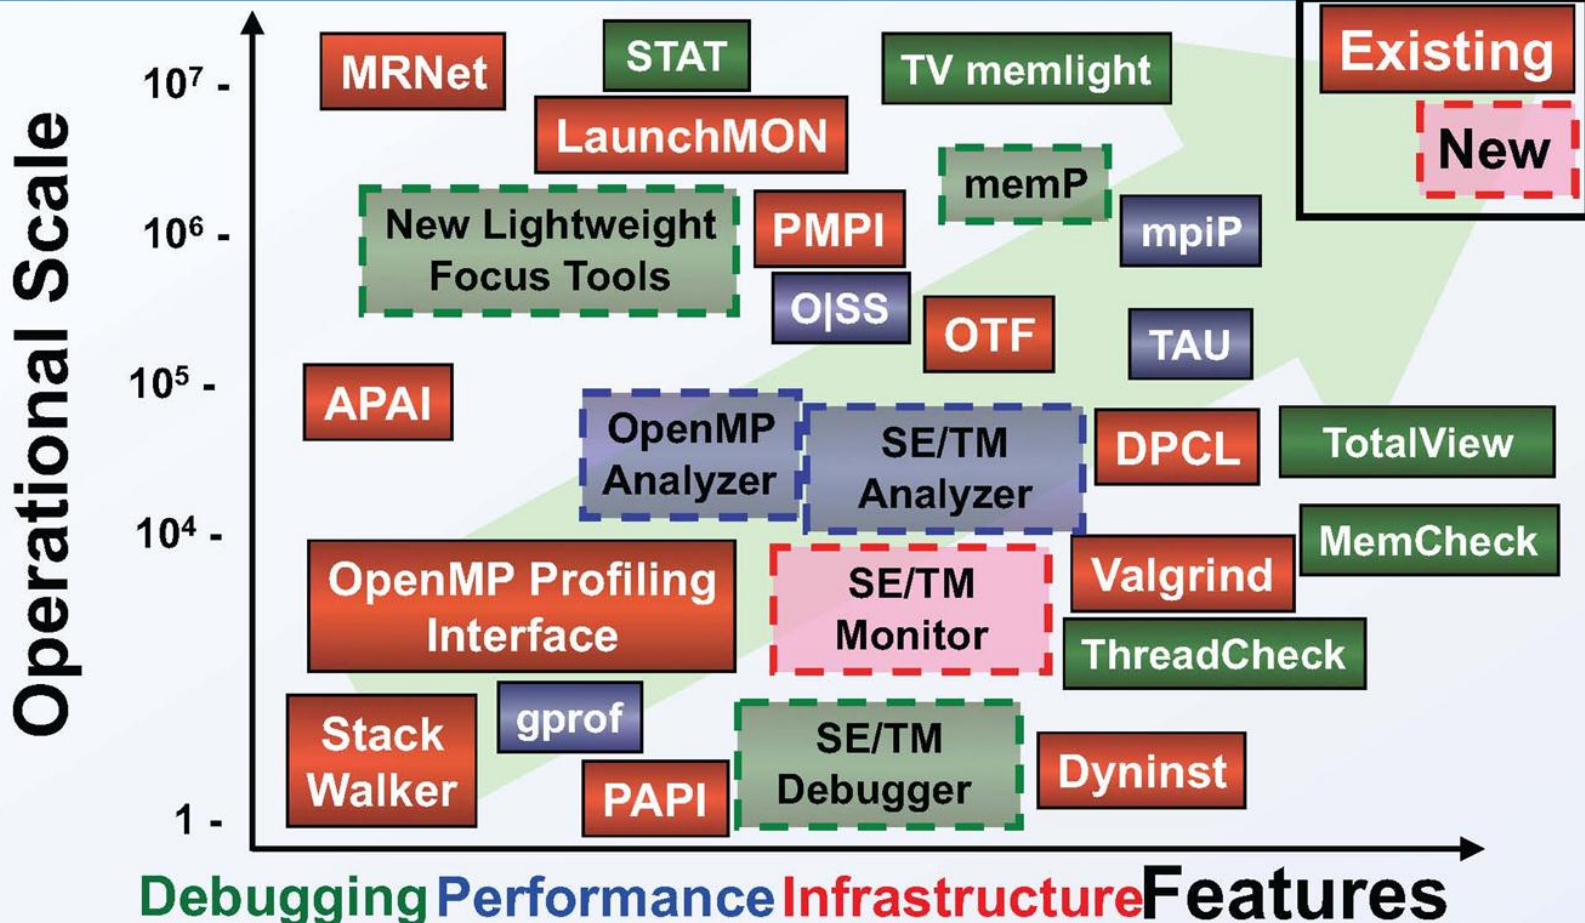 Operational Scale
10⁷ -
10⁶ -
10⁵ -
10⁴ -
1 -
MRNet
STAT
TV memlight
Existing
New
LaunchMON
memP
New Lightweight
Focus Tools
PMPI
mpiP
O|SS
OTF
TAU
APAI
OpenMP
Analyzer
SE/TM
Analyzer
DPCL
TotalView
MemCheck
OpenMP Profiling
Interface
SE/TM
Monitor
Valgrind
ThreadCheck
Stack
Walker
gprof
PAPI
SE/TM
Debugger
Dyninst
Debugging Performance Infrastructure Features